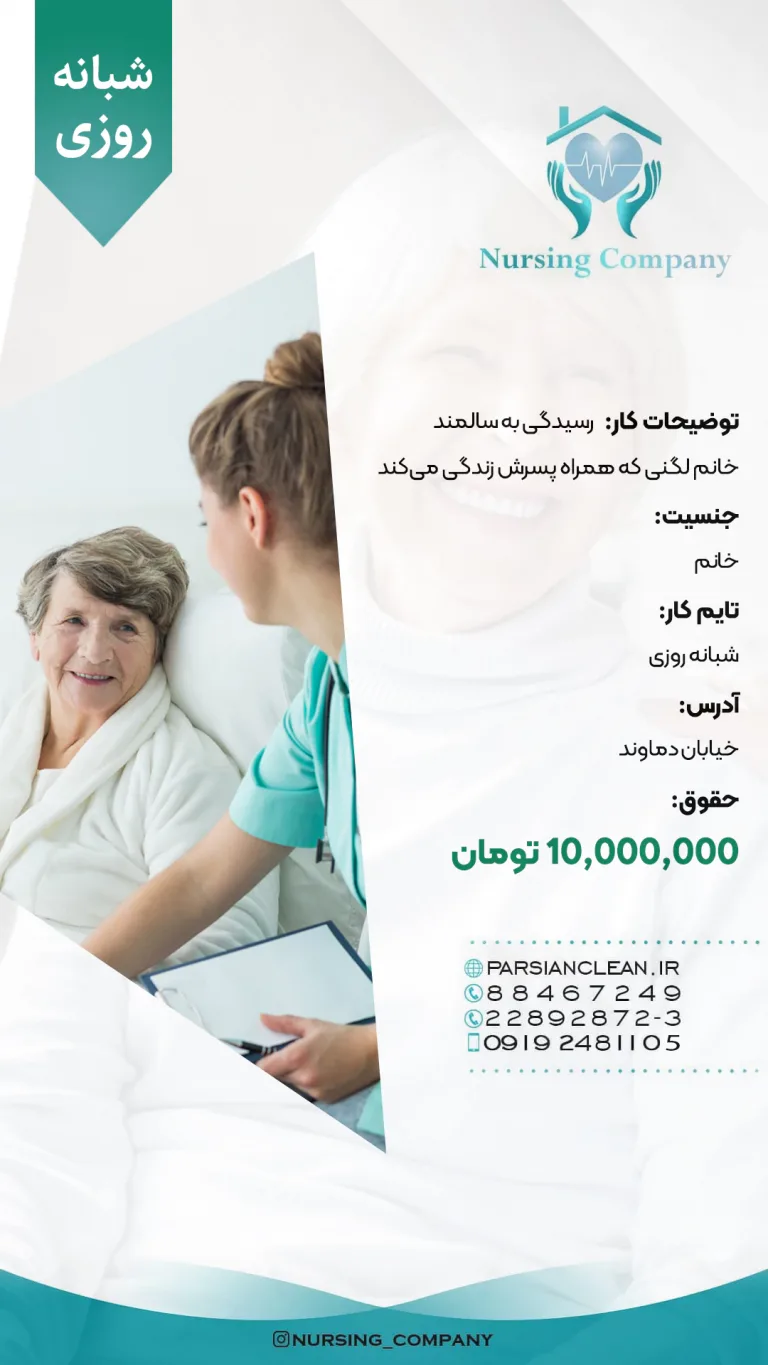 شبانه
روزی
Nursing Company
توضیحات کار: رسیدگی به سالمند
خانم لگنی که همراه پسرش زندگی می‌کند
جنسیت:
خانم
تایم کار:
شبانه روزی
آدرس:
خیابان دماوند
حقوق:
10,000,000 تومان
PARSIANCLEAN.IR
88467249
22892872-3
0919 2481105
NURSING_COMPANY